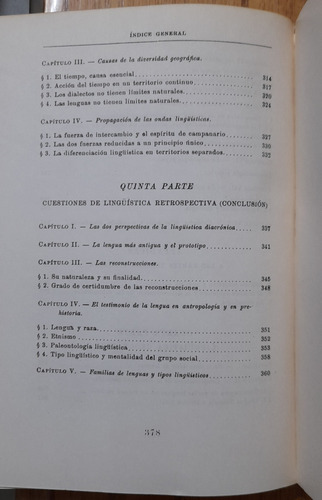 ÍNDICE GENERAL
CAPÍTULO III. — Causas de la diversidad geográfica.
§ 1. El tiempo, causa esencial 314
§ 2. Acción del tiempo en un territorio continuo 317
§ 3. Los dialectos no tienen límites naturales 320
§ 4. Las lenguas no tienen límites naturales 324
CAPÍTULO IV. — Propagación de las ondas lingüísticas.
§ 1. La fuerza de intercambio y el espíritu de campanario 327
§ 2. Las dos fuerzas reducidas a un principio único 330
§ 3. La diferenciación lingüística en territorios separados 332
QUINTA PARTE
CUESTIONES DE LINGÜÍSTICA RETROSPECTIVA (CONCLUSIÓN)
CAPÍTULO I. — Las dos perspectivas de la lingüística diacrónica 337
CAPÍTULO II. — La lengua más antigua y el prototipo 341
CAPÍTULO III. — Las reconstrucciones.
§ 1. Su naturaleza y su finalidad 345
§ 2. Grado de certidumbre de las reconstrucciones 348
CAPÍTULO IV. — El testimonio de la lengua en antropología y en pre-
historia.
§ 1. Lengua y raza 351
§ 2. Etnismo 352
§ 3. Paleontología lingüística 353
§ 4. Tipo lingüístico y mentalidad del grupo social 358
CAPÍTULO V. — Familias de lenguas y tipos lingüísticos 360
378